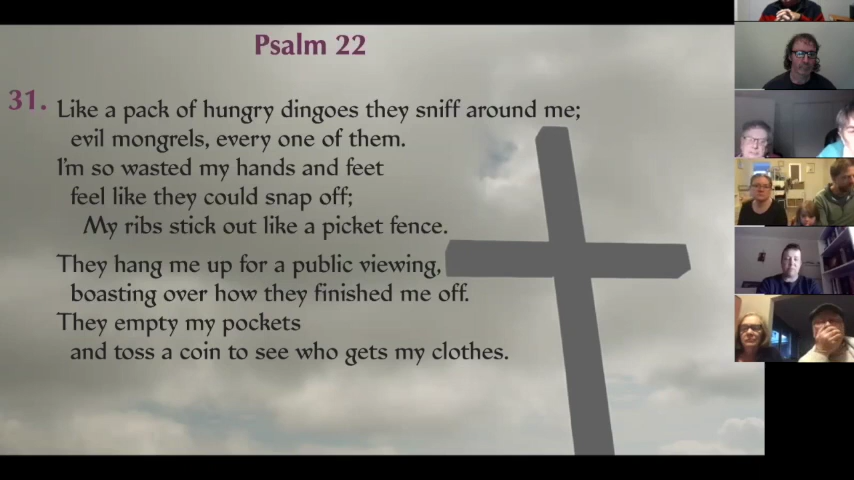 Psalm 22
31. Like a pack of hungry dingoes they sniff around me;
evil mongrels, every one of them.
I'm so wasted my hands and feet
feel like they could snap off;
My ribs stick out like a picket fence.
They hang me up for a public viewing,
boasting over how they finished me off.
They empty my pockets
and toss a coin to see who gets my clothes.